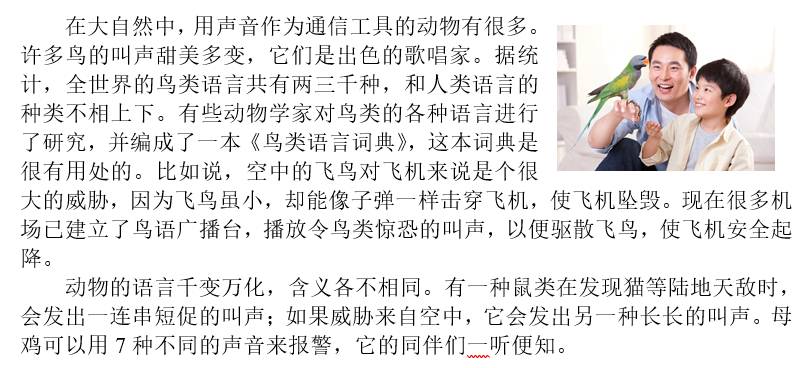 在大自然中，用声音作为通信工具的动物有很多。
许多鸟的叫声甜美多变，它们是出色的歌唱家。据统
计，全世界的鸟类语言共有两三千种，和人类语言的
种类不相上下。有些动物学家对鸟类的各种语言进行
了研究，并编成了一本《鸟类语言词典》，这本词典是
很有用处的。比如说，空中的飞鸟对飞机来说是个很
大的威胁，因为飞鸟虽小，却能像子弹一样击穿飞机，使飞机坠毁。现在很多机
场已建立了鸟语广播台，播放令鸟类惊恐的叫声，以便驱散飞鸟，使飞机安全起
降。
动物的语言千变万化，含义各不相同。有一种鼠类在发现猫等陆地天敌时，
会发出一连串短促的叫声；如果威胁来自空中，它会发出另一种长长的叫声。母
鸡可以用 7 种不同的声音来报警，它的同伴们一听便知。